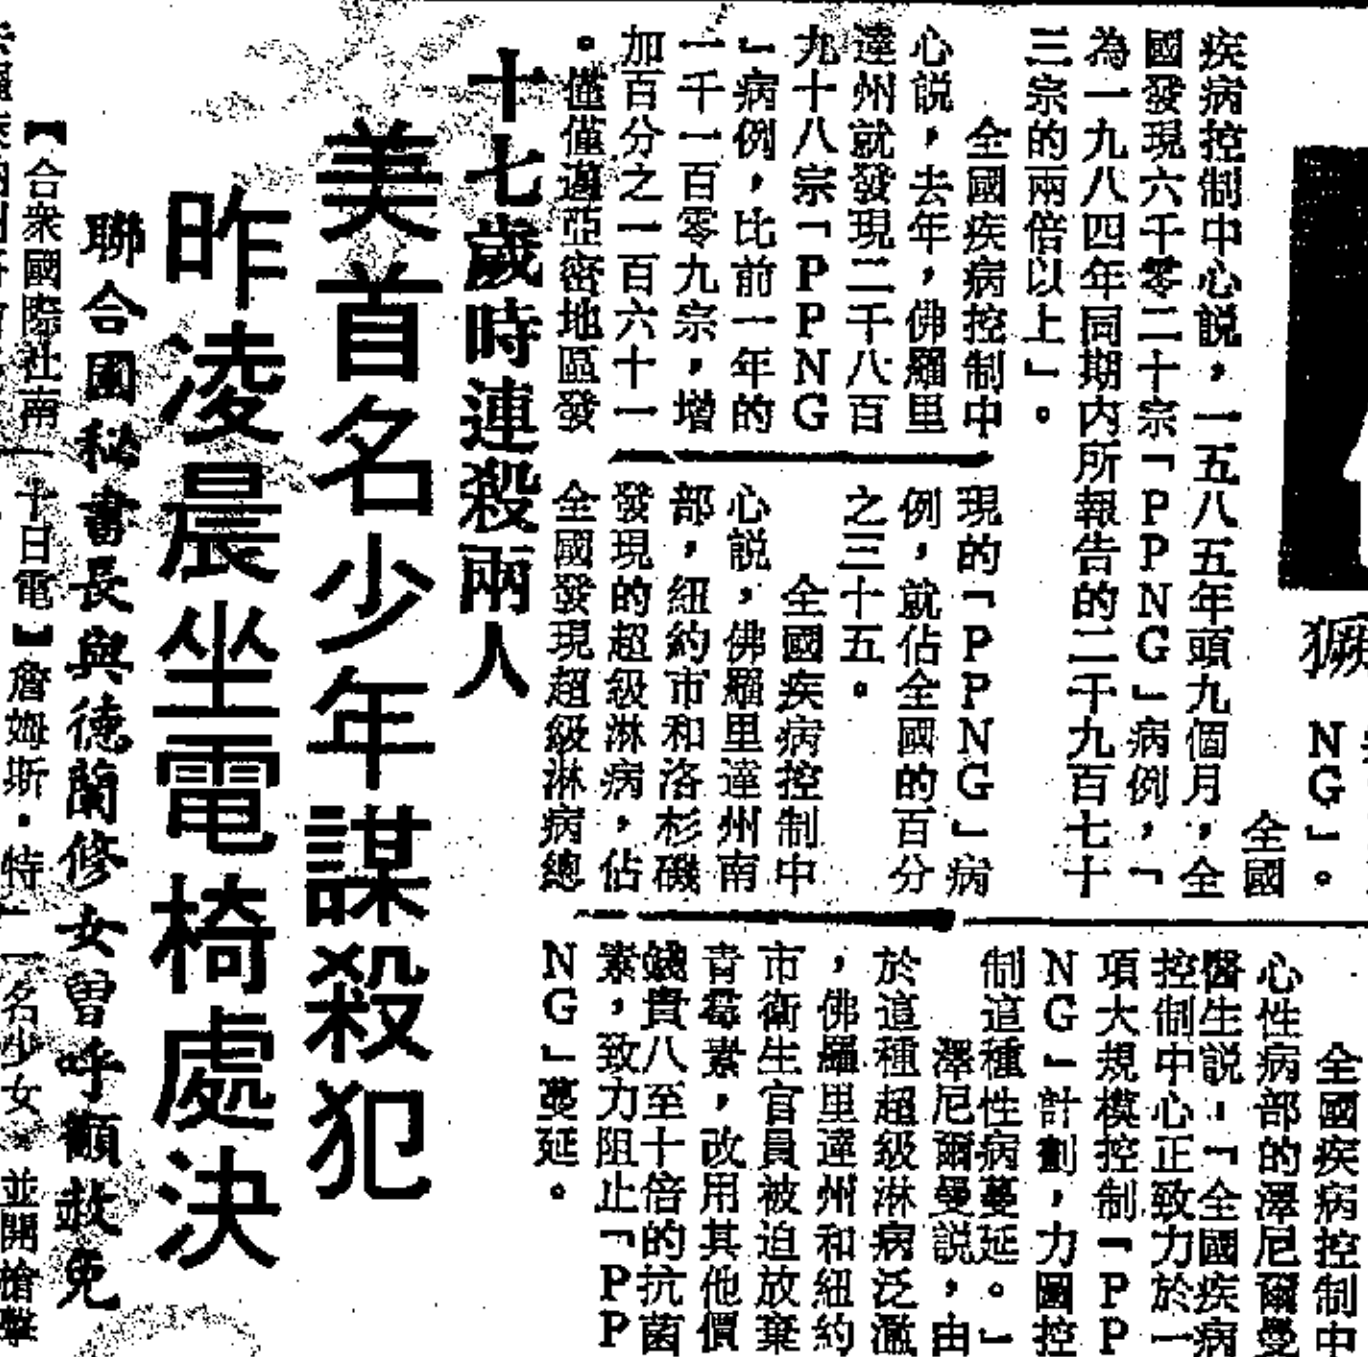 NG」。
全國
疾病控制中心説，一五八五年頭九個月，全
國發現六千零二十宗「ＰＰＮＧ」病例，「
為一九八四年同期內所報告的二千九百七十
三宗的兩倍以上」。
全國疾病控制中
心説，去年，佛羅里
達州就發現二千八百
九十八宗「ＰＰＮＧ
」病例，比前一年的
一千一百零九宗，增
加百分之一百六十一
。僅僅邁亞密地區發
現的「ＰＰＮＧ」病
例，就佔全國的百分
之三十五。
全國疾病控制中
心説，佛羅里達州南
部，紐約市和洛杉磯
發現的超級淋病，佔
全國發現超級淋病總
全國疾病控制中
心性病部的澤尼爾曼
醫生説：「全國疾病
控制中心正致力於一
項大規模控制「ＰＰ
ＮＧ」計劃，力圖控
制這種性病蔓延。」
澤尼爾曼説，由
於這種超級淋病泛濫
，佛羅里達州和紐約
市衛生官員被迫放棄
青霉素，改用其他價
錢貴八至十倍的抗菌
素，致力阻止「ＰＰ
ＮＧ」蔓延。
十七歲時連殺兩人
美首名少年謀殺犯
昨凌晨坐電椅處決
聯合國秘書長與德蘭修女曾呼籲赦免
【合衆國際社南 十日電】詹姆斯·特 一名少女，並開槍擊